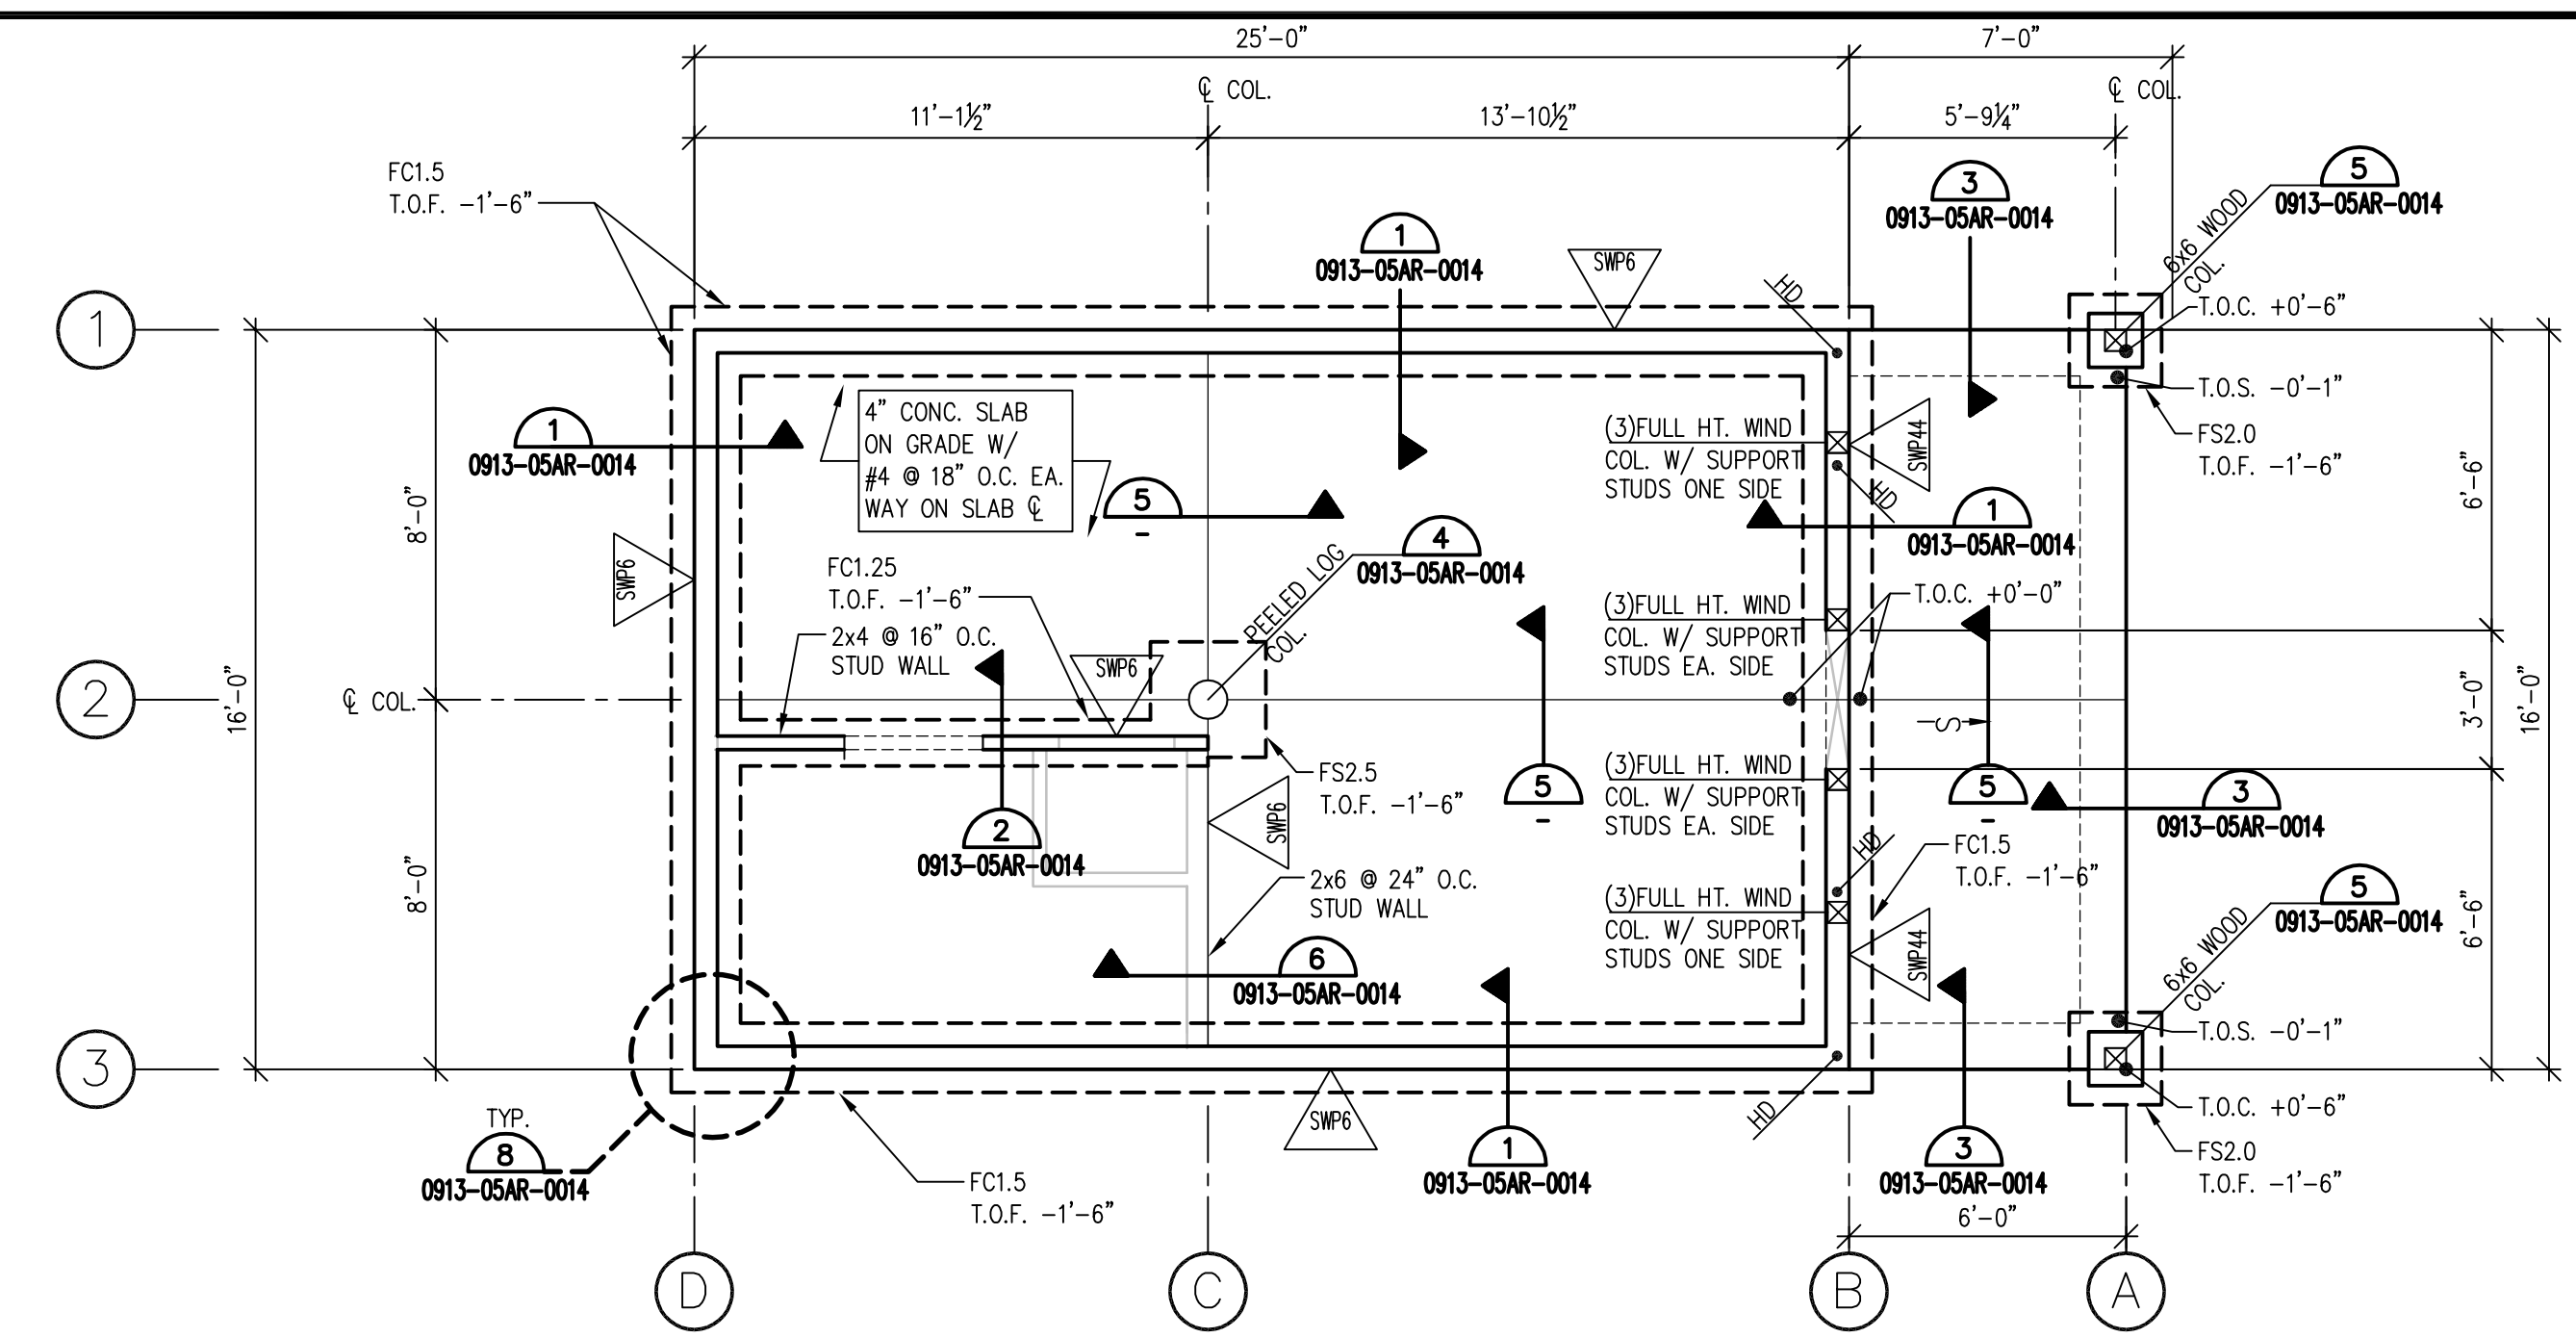 25'-0"
7'-0"
℄ COL.
℄ COL.
11'-1½"
13'-10½"
5'-9¼"
FC1.5
T.O.F. -1'-6"
5
0913-05AR-0014
3
0913-05AR-0014
1
0913-05AR-0014
6x6 WOOD
COL.
SWP6
HD
T.O.C. +0'-6"
1
T.O.S. -0'-1"
FS2.0
T.O.F. -1'-6"
1
0913-05AR-0014
4" CONC. SLAB
ON GRADE W/
#4 @ 18" O.C. EA.
WAY ON SLAB ℄
(3)FULL HT. WIND
COL. W/ SUPPORT
STUDS ONE SIDE
SWP44
HD
6'-6"
8'-0"
5
-
4
0913-05AR-0014
1
0913-05AR-0014
SWP6
FC1.25
T.O.F. -1'-6"
2x4 @ 16" O.C.
STUD WALL
SWP6
PEELED LOG
COL.
(3)FULL HT. WIND
COL. W/ SUPPORT
STUDS EA. SIDE
T.O.C. +0'-0"
2
16'-0"
℄ COL.
S
3'-0"
16'-0"
FS2.5
T.O.F. -1'-6"
5
-
(3)FULL HT. WIND
COL. W/ SUPPORT
STUDS EA. SIDE
5
-
3
0913-05AR-0014
2
0913-05AR-0014
SWP6
HD
FC1.5
T.O.F. -1'-6"
8'-0"
2x6 @ 24" O.C.
STUD WALL
(3)FULL HT. WIND
COL. W/ SUPPORT
STUDS ONE SIDE
SWP44
5
0913-05AR-0014
6'-6"
6x6 WOOD
COL.
6
0913-05AR-0014
T.O.S. -0'-1"
3
TYP.
8
0913-05AR-0014
SWP6
HD
T.O.C. +0'-6"
FS2.0
T.O.F. -1'-6"
FC1.5
T.O.F. -1'-6"
1
0913-05AR-0014
3
0913-05AR-0014
6'-0"
D
C
B
A